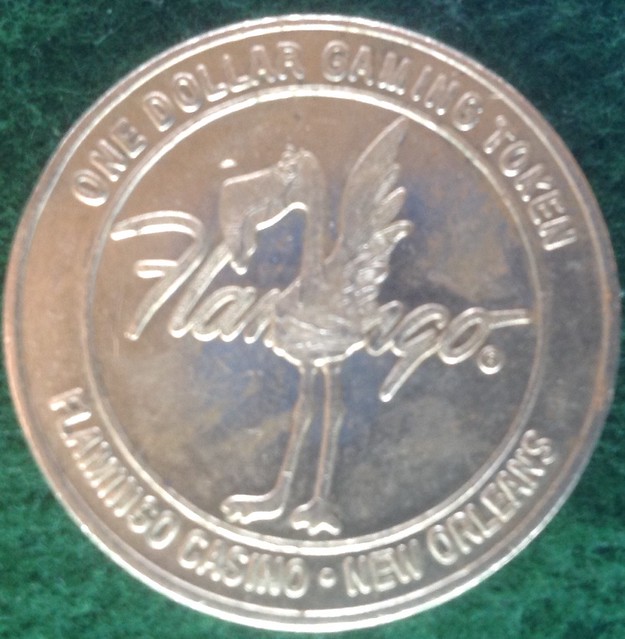 ONE DOLLAR GAMING TOKEN
Flamingo®
FLAMINGO CASINO • NEW ORLEANS